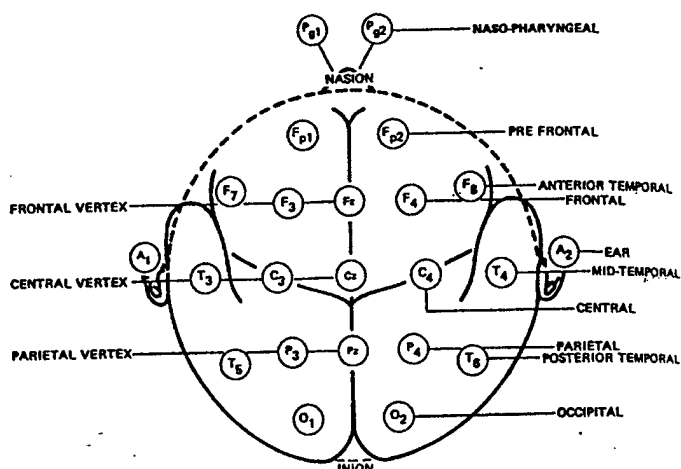 Pg1 Pg2 NASO-PHARYNGEAL
NASION
Fp1 Fp2 PRE FRONTAL
F7 F8 ANTERIOR TEMPORAL
FRONTAL VERTEX F3 Fz F4 FRONTAL
A1 A2 EAR
CENTRAL VERTEX T3 C3 Cz C4 T4 MID-TEMPORAL
CENTRAL
PARIETAL VERTEX P3 Pz P4 PARIETAL
T5 T6 POSTERIOR TEMPORAL
O1 O2 OCCIPITAL
INION